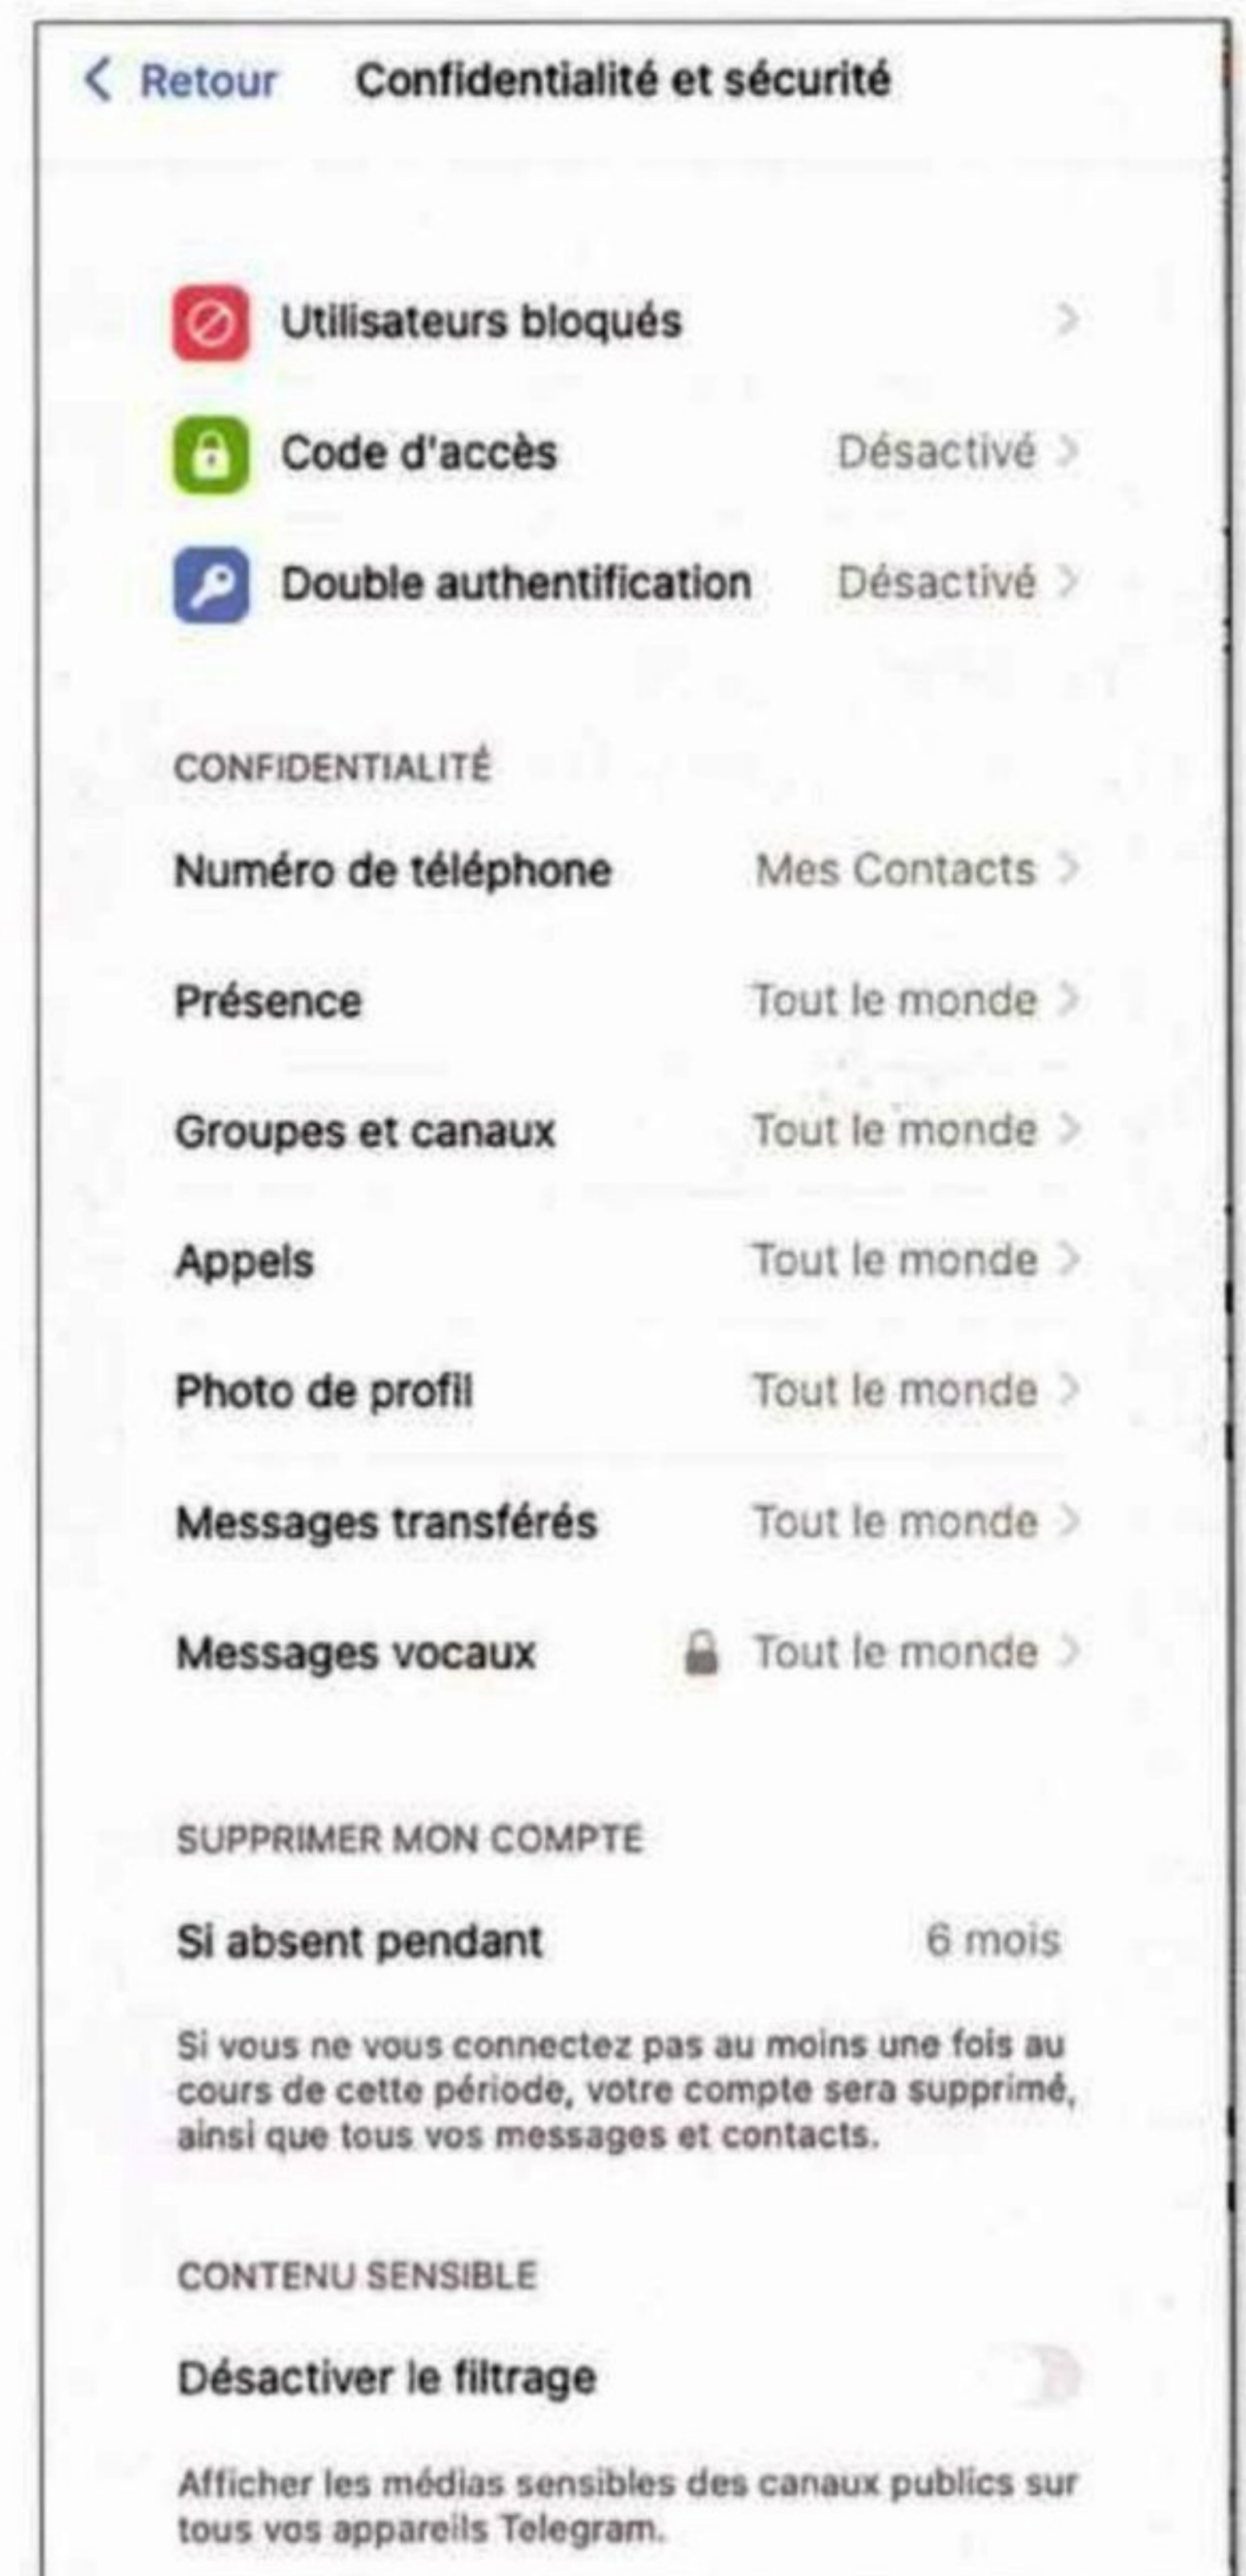 Retour Confidentialité et sécurité
Utilisateurs bloqués
Code d'accès Désactivé
Double authentification Désactivé
CONFIDENTIALITÉ
Numéro de téléphone Mes Contacts
Présence Tout le monde
Groupes et canaux Tout le monde
Appels Tout le monde
Photo de profil Tout le monde
Messages transférés Tout le monde
Messages vocaux Tout le monde
SUPPRIMER MON COMPTE
Si absent pendant 6 mois
Si vous ne vous connectez pas au moins une fois au
cours de cette période, votre compte sera supprimé,
ainsi que tous vos messages et contacts.
CONTENU SENSIBLE
Désactiver le filtrage
Afficher les médias sensibles des canaux publics sur
tous vos appareils Telegram.